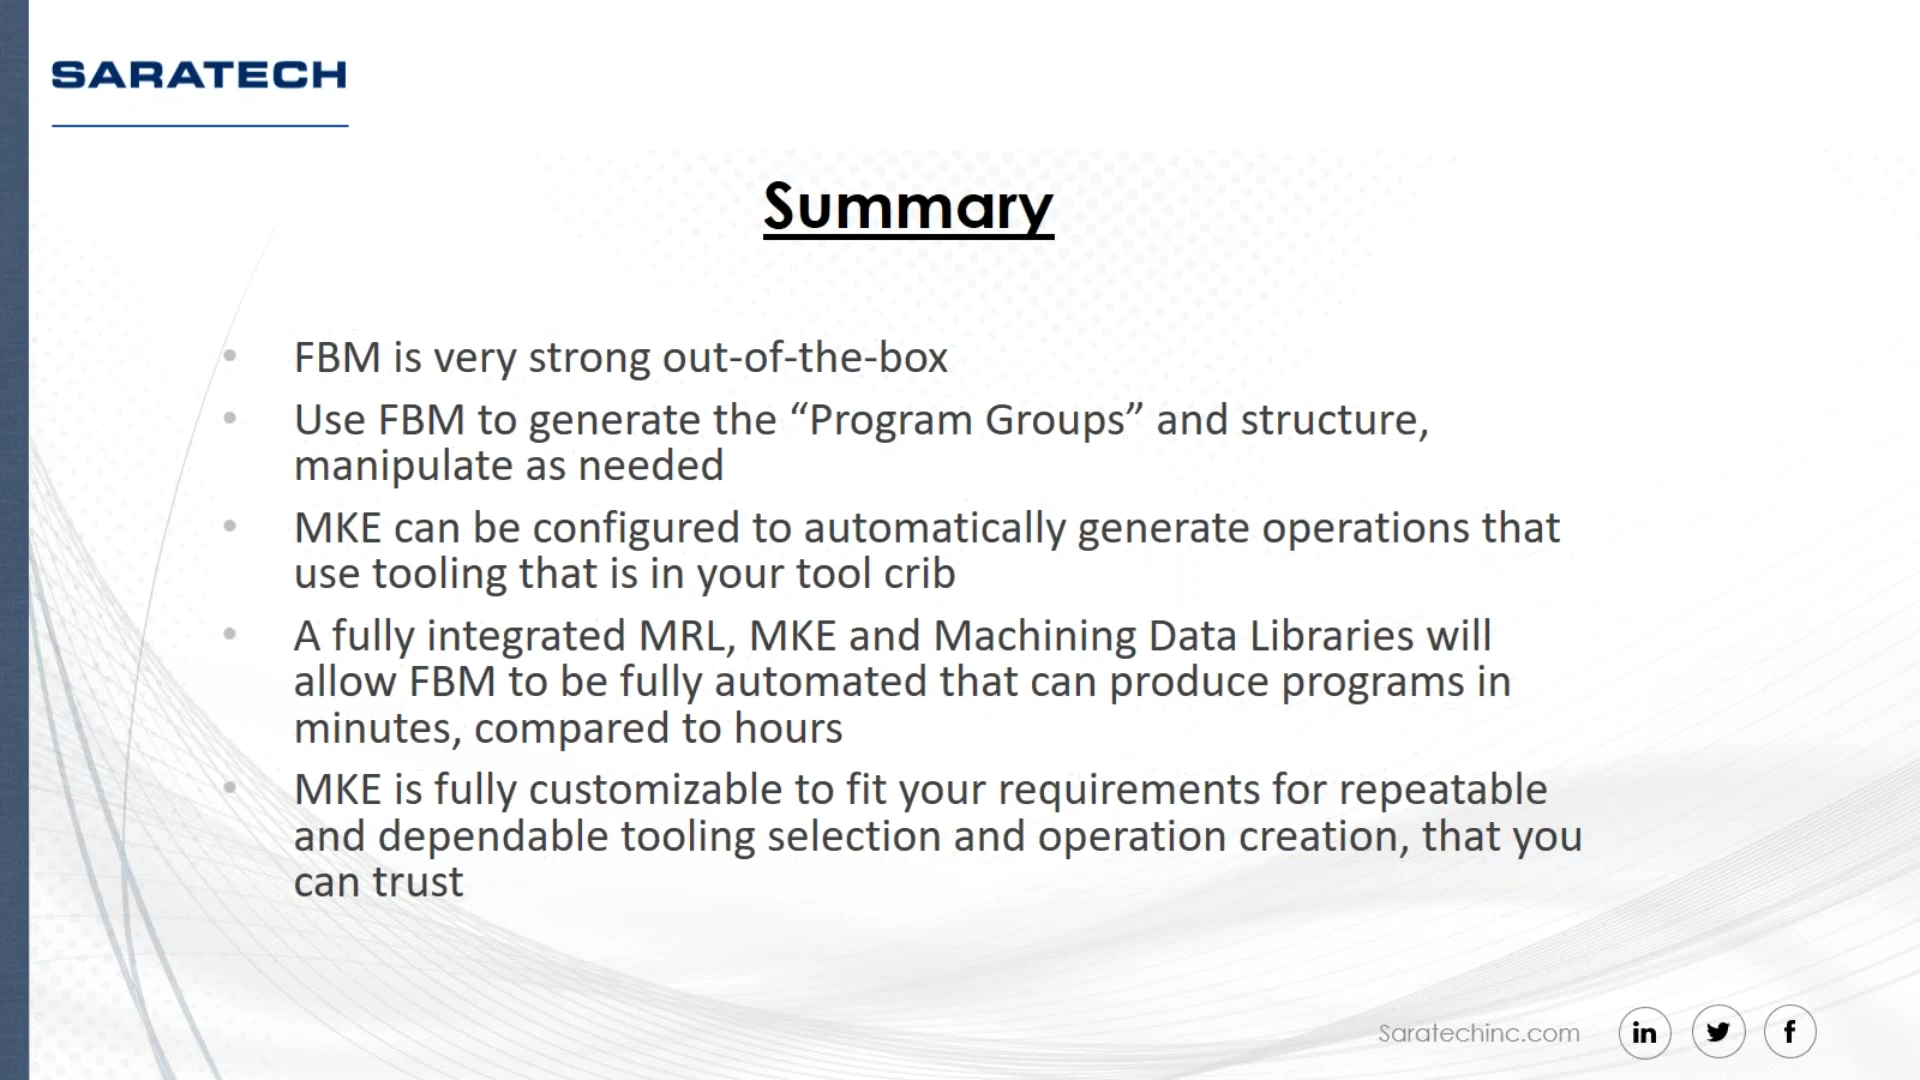 SARATECH
Summary
• FBM is very strong out-of-the-box
• Use FBM to generate the “Program Groups” and structure,
manipulate as needed
• MKE can be configured to automatically generate operations that
use tooling that is in your tool crib
• A fully integrated MRL, MKE and Machining Data Libraries will
allow FBM to be fully automated that can produce programs in
minutes, compared to hours
• MKE is fully customizable to fit your requirements for repeatable
and dependable tooling selection and operation creation, that you
can trust
Saratechinc.com in f